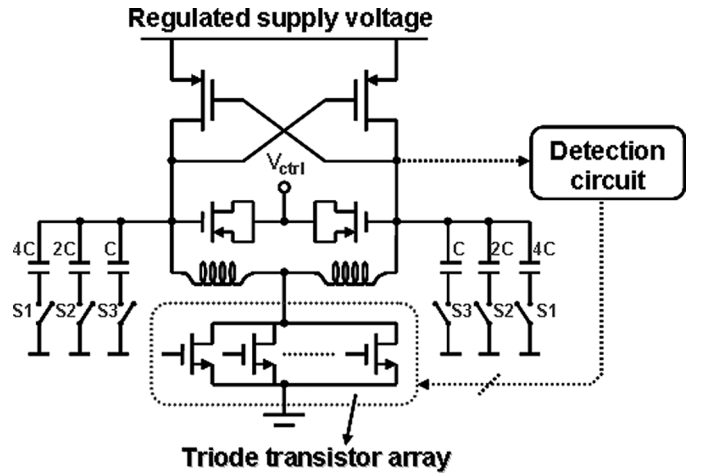 Regulated supply voltage
Detection
circuit
Vctrl
4C 2C C
C 2C 4C
S1 S2 S3
S3 S2 S1
Triode transistor array